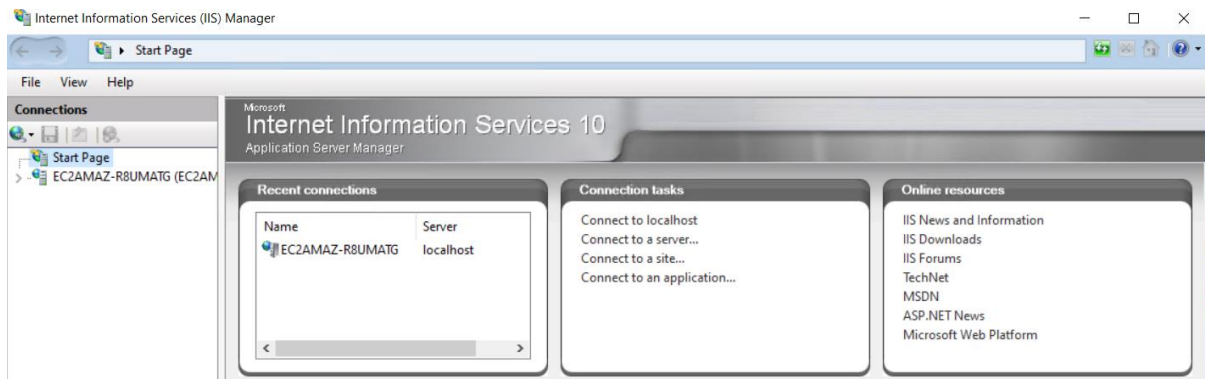 Internet Information Services (IIS) Manager
Start Page
File View Help
Connections
Start Page
EC2AMAZ-R8UMATG (EC2AM
Microsoft
Internet Information Services 10
Application Server Manager
Recent connections
Name Server
EC2AMAZ-R8UMATG localhost
Connection tasks
Connect to localhost
Connect to a server...
Connect to a site...
Connect to an application...
Online resources
IIS News and Information
IIS Downloads
IIS Forums
TechNet
MSDN
ASP.NET News
Microsoft Web Platform